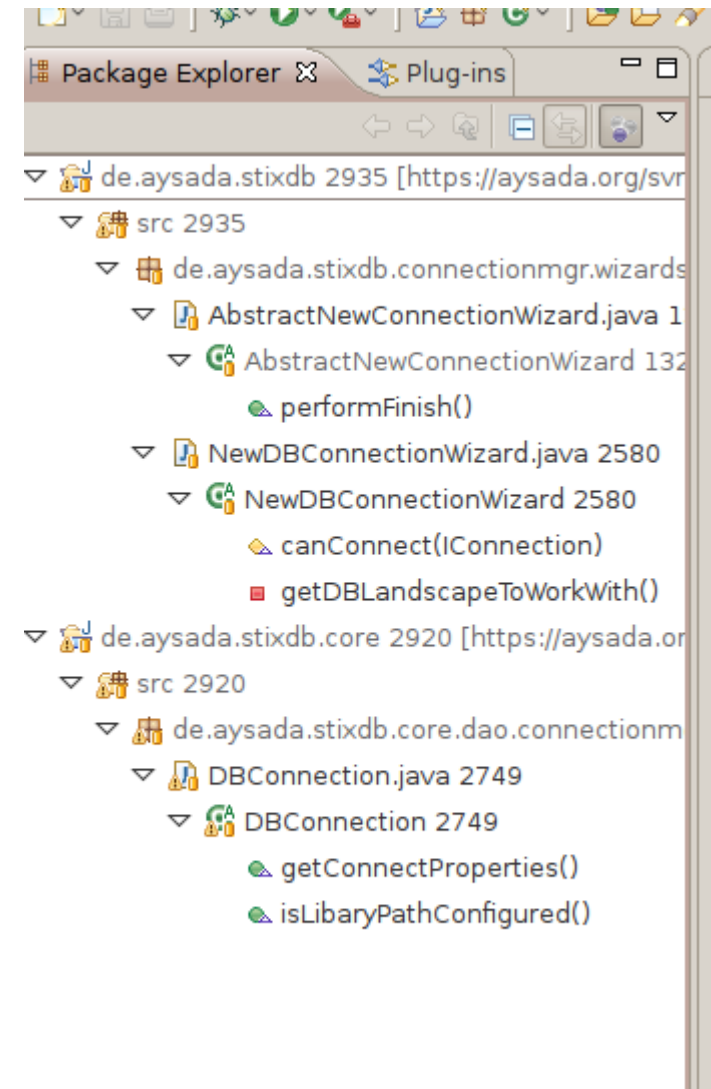 Package Explorer Plug-ins
de.aysada.stixdb 2935 [https://aysada.org/svr
src 2935
de.aysada.stixdb.connectionmgr.wizards
AbstractNewConnectionWizard.java 1
AbstractNewConnectionWizard 132
performFinish()
NewDBConnectionWizard.java 2580
NewDBConnectionWizard 2580
canConnect(IConnection)
getDBLandscapeToWorkWith()
de.aysada.stixdb.core 2920 [https://aysada.or
src 2920
de.aysada.stixdb.core.dao.connectionm
DBConnection.java 2749
DBConnection 2749
getConnectProperties()
isLibaryPathConfigured()